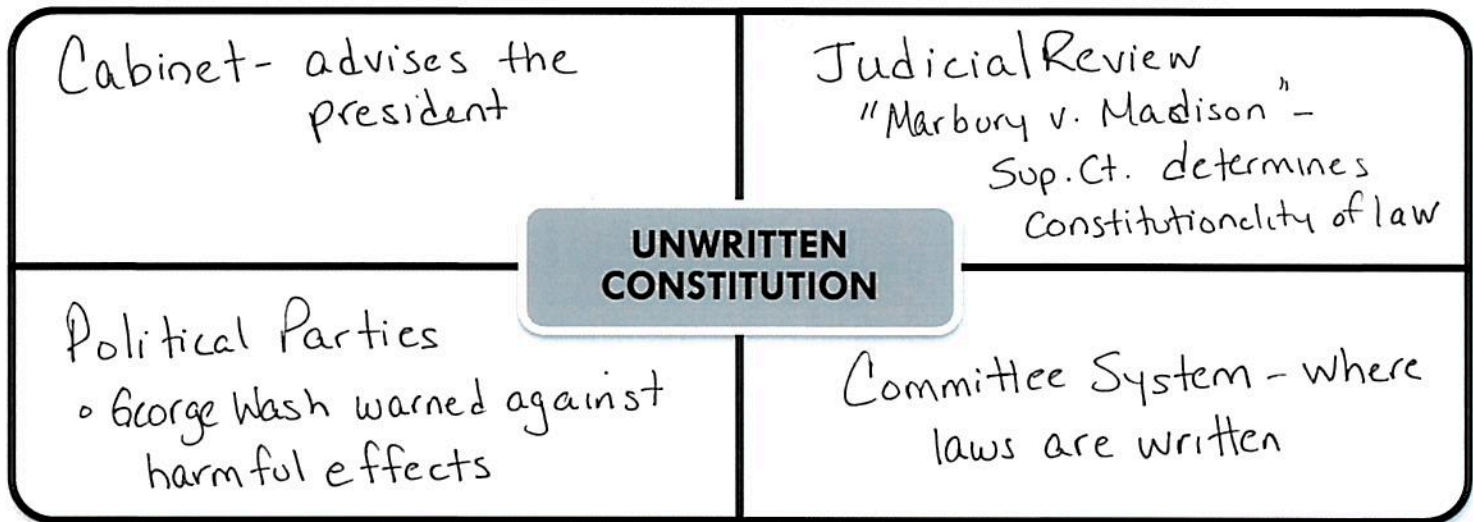 Cabinet- advises the
president
Judicial Review
"Marbury v. Madison"-
Sup. Ct. determines
Constitutionality of law
UNWRITTEN
CONSTITUTION
Political Parties
• George Wash warned against
harmful effects
Committee System - where
laws are written